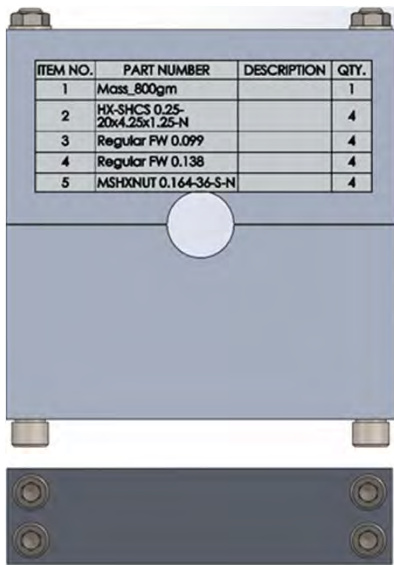 ITEM NO. PART NUMBER DESCRIPTION QTY.
1 Mass_800gm 1
2 HX-SHCS 0.25-
20x4.25x1.25-N 4
3 Regular FW 0.099 4
4 Regular FW 0.138 4
5 MSHXNUT 0.164-36-S-N 4